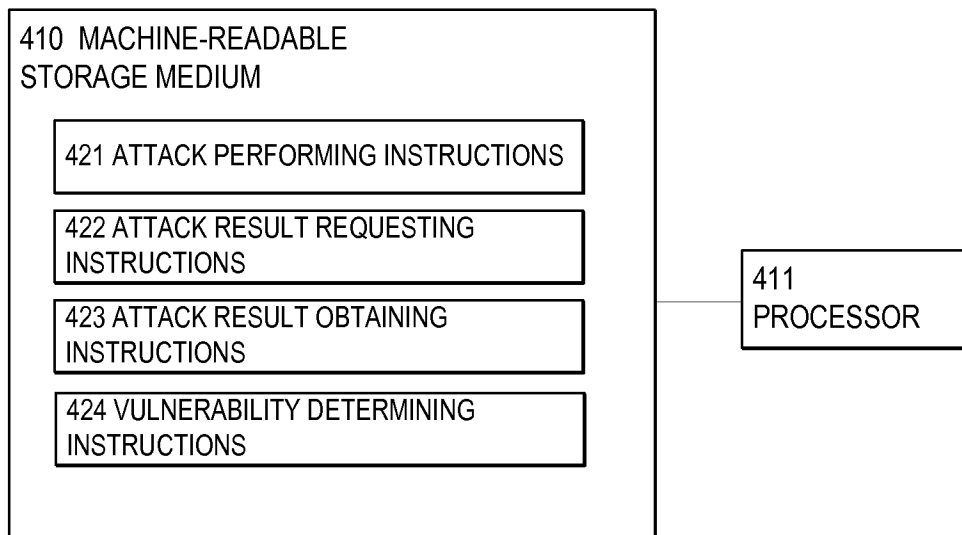 410 MACHINE-READABLE
STORAGE MEDIUM
421 ATTACK PERFORMING INSTRUCTIONS
422 ATTACK RESULT REQUESTING
INSTRUCTIONS
423 ATTACK RESULT OBTAINING
INSTRUCTIONS
424 VULNERABILITY DETERMINING
INSTRUCTIONS
411
PROCESSOR